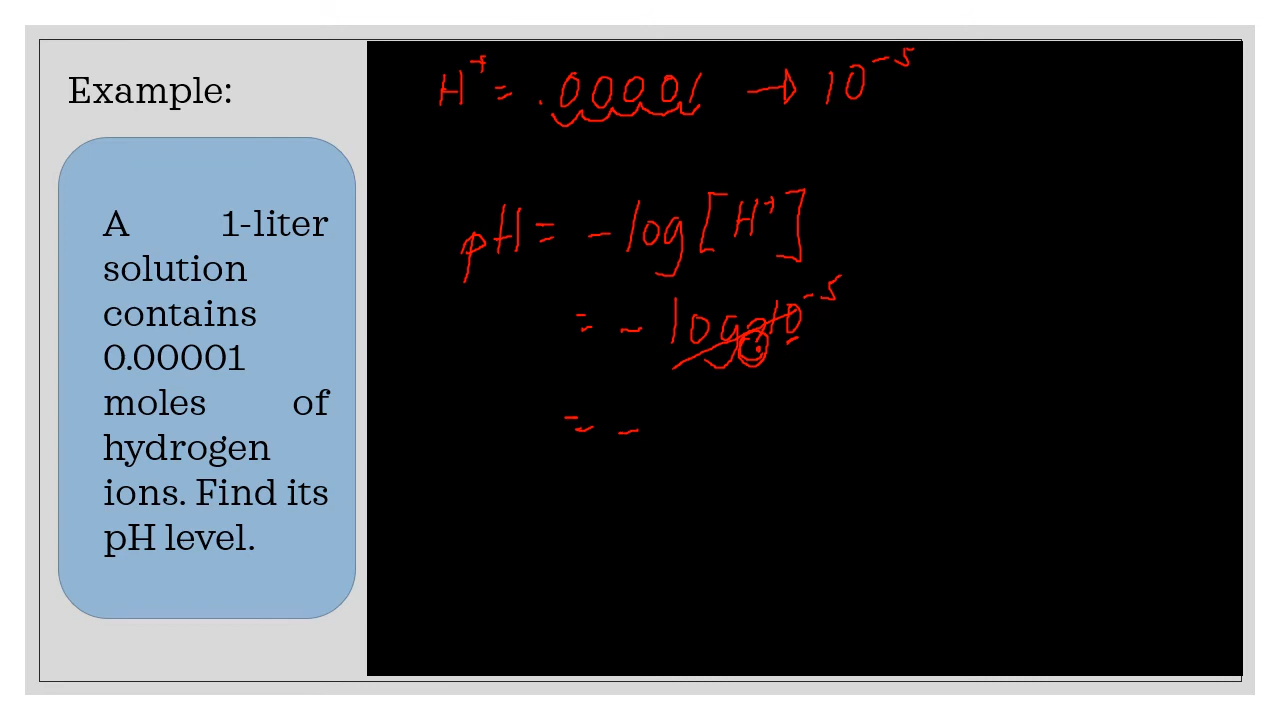 Example:
A 1-liter
solution
contains
0.00001
moles of
hydrogen
ions. Find its
pH level.
H⁺ = .00001 → 10⁻⁵
pH = - log [H⁺]
= - log 10⁻⁵
= -